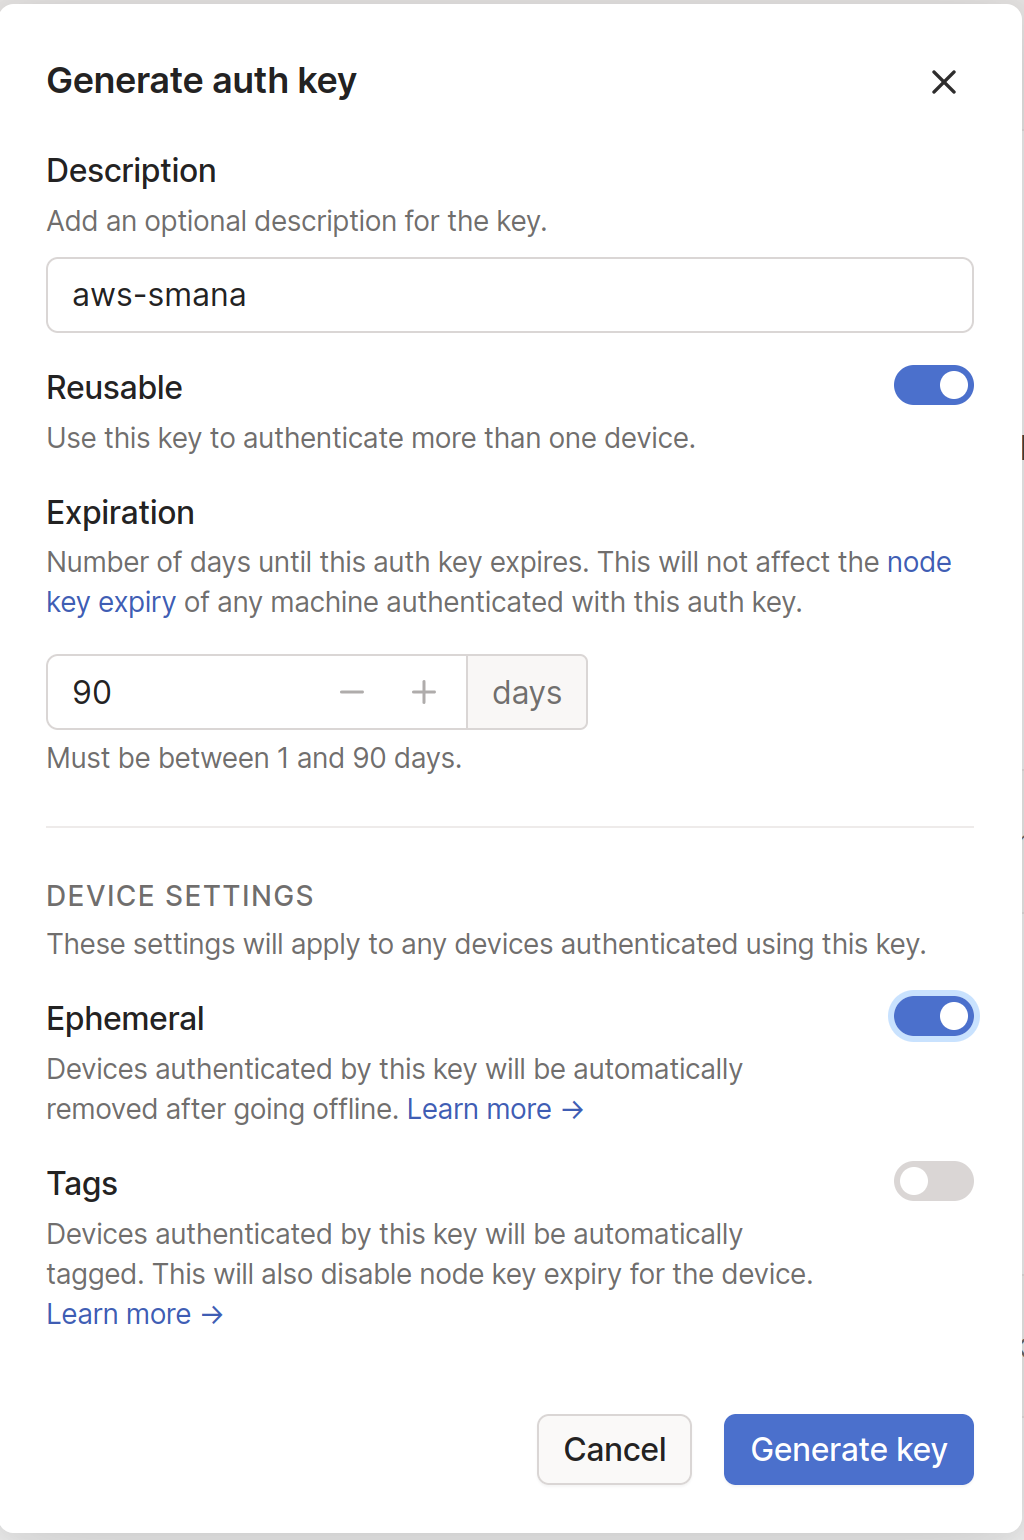 Generate auth key
Description
Add an optional description for the key.
aws-smana
Reusable
Use this key to authenticate more than one device.
Expiration
Number of days until this auth key expires. This will not affect the node
key expiry of any machine authenticated with this auth key.
90
days
Must be between 1 and 90 days.
DEVICE SETTINGS
These settings will apply to any devices authenticated using this key.
Ephemeral
Devices authenticated by this key will be automatically
removed after going offline. Learn more →
Tags
Devices authenticated by this key will be automatically
tagged. This will also disable node key expiry for the device.
Learn more →
Cancel
Generate key